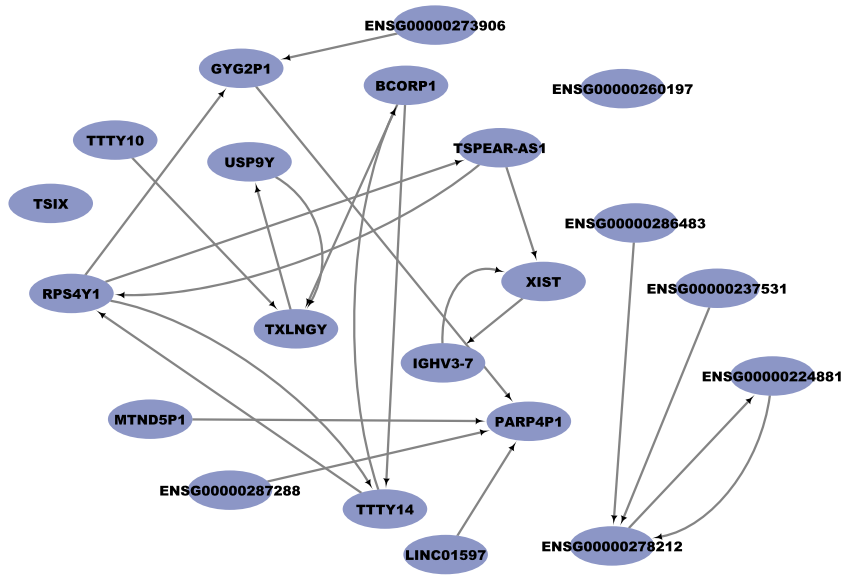 ENSG00000273906
GYG2P1
BCORP1
ENSG00000260197
TTTY10
USP9Y
TSPEAR-AS1
TSIX
ENSG00000286483
RPS4Y1
XIST
ENSG00000237531
TXLNGY
IGHV3-7
ENSG00000224881
MTND5P1
PARP4P1
ENSG00000287288
TTTY14
LINC01597
ENSG00000278212